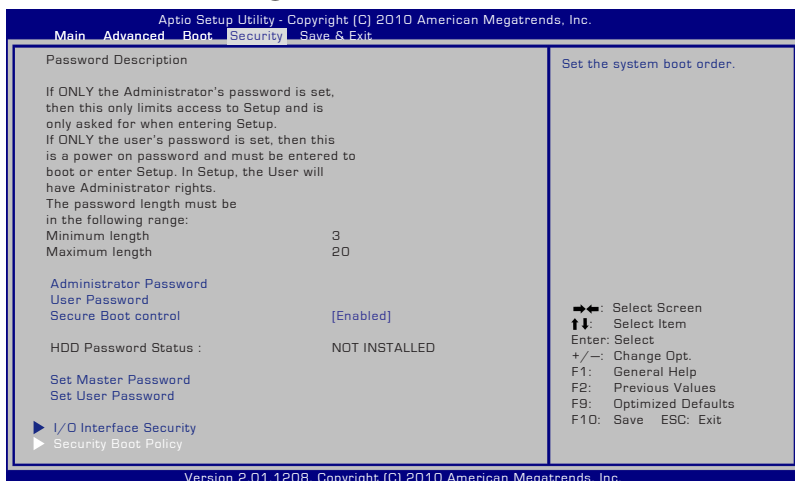 Aptio Setup Utility - Copyright (C) 2010 American Megatrends, Inc.
Main Advanced Boot Security Save & Exit
Password Description
If ONLY the Administrator's password is set,
then this only limits access to Setup and is
only asked for when entering Setup.
If ONLY the user's password is set, then this
is a power on password and must be entered to
boot or enter Setup. In Setup, the User will
have Administrator rights.
The password length must be
in the following range:
Minimum length 3
Maximum length 20
Administrator Password
User Password
Secure Boot control [Enabled]
HDD Password Status : NOT INSTALLED
Set Master Password
Set User Password
I/O Interface Security
Security Boot Policy
Set the system boot order.
→←: Select Screen
↑↓: Select Item
Enter: Select
+/—: Change Opt.
F1: General Help
F2: Previous Values
F9: Optimized Defaults
F10: Save ESC: Exit
Version 2.01.1208. Copyright (C) 2010 American Megatrends, Inc.